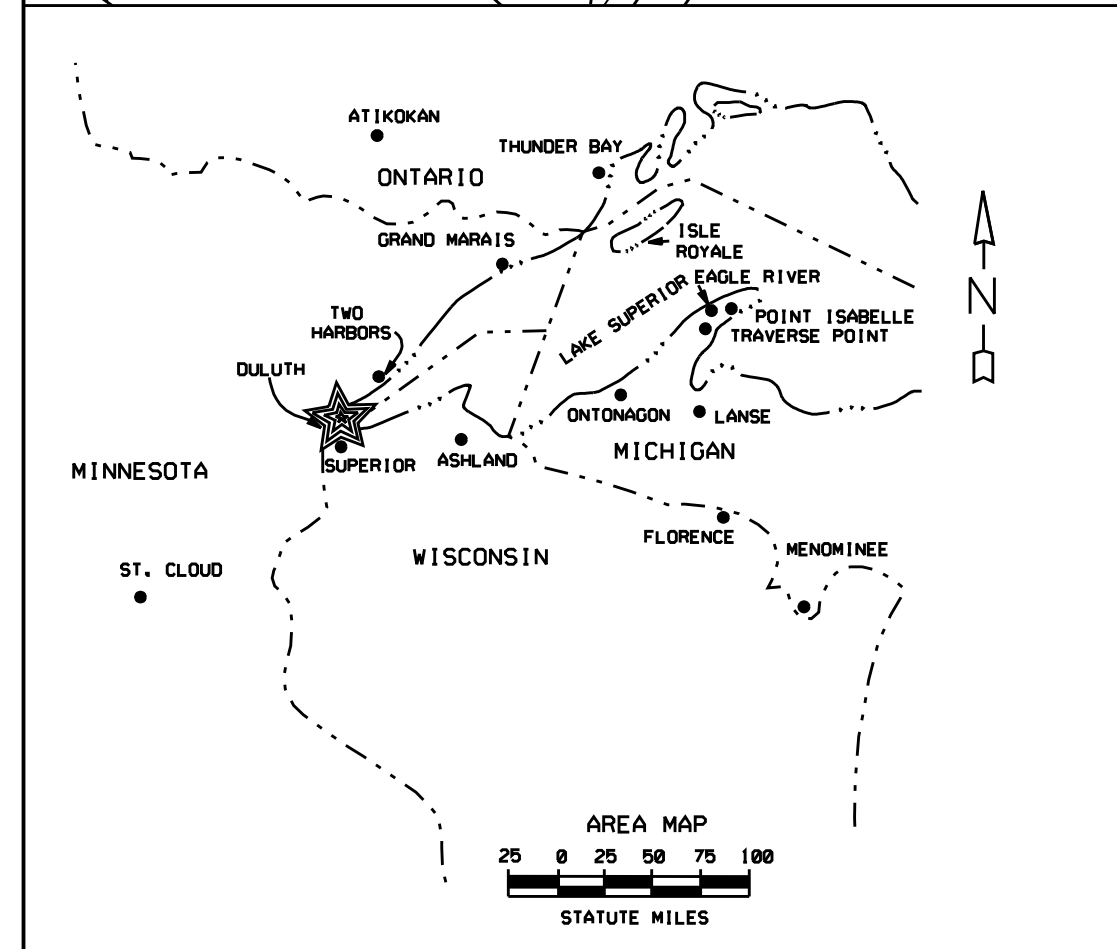 ATIKOKAN
THUNDER BAY
ONTARIO
GRAND MARAIS
ISLE
ROYALE
LAKE SUPERIOR
EAGLE RIVER
TWO
HARBORS
POINT ISABELLE
TRAVERSE POINT
DULUTH
ONTONAGON
LANSE
MICHIGAN
SUPERIOR
ASHLAND
MINNESOTA
FLORENCE
WISCONSIN
MENOMINEE
ST. CLOUD
N
AREA MAP
25 0 25 50 75 100
STATUTE MILES